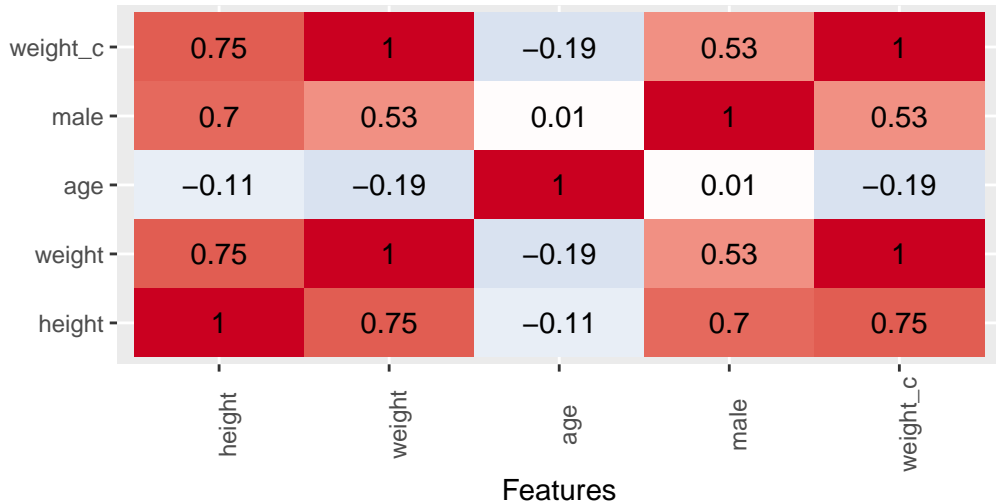 weight_c 0.75 1 −0.19 0.53 1
male 0.7 0.53 0.01 1 0.53
age −0.11 −0.19 1 0.01 −0.19
weight 0.75 1 −0.19 0.53 1
height 1 0.75 −0.11 0.7 0.75
height weight age male weight_c
Features